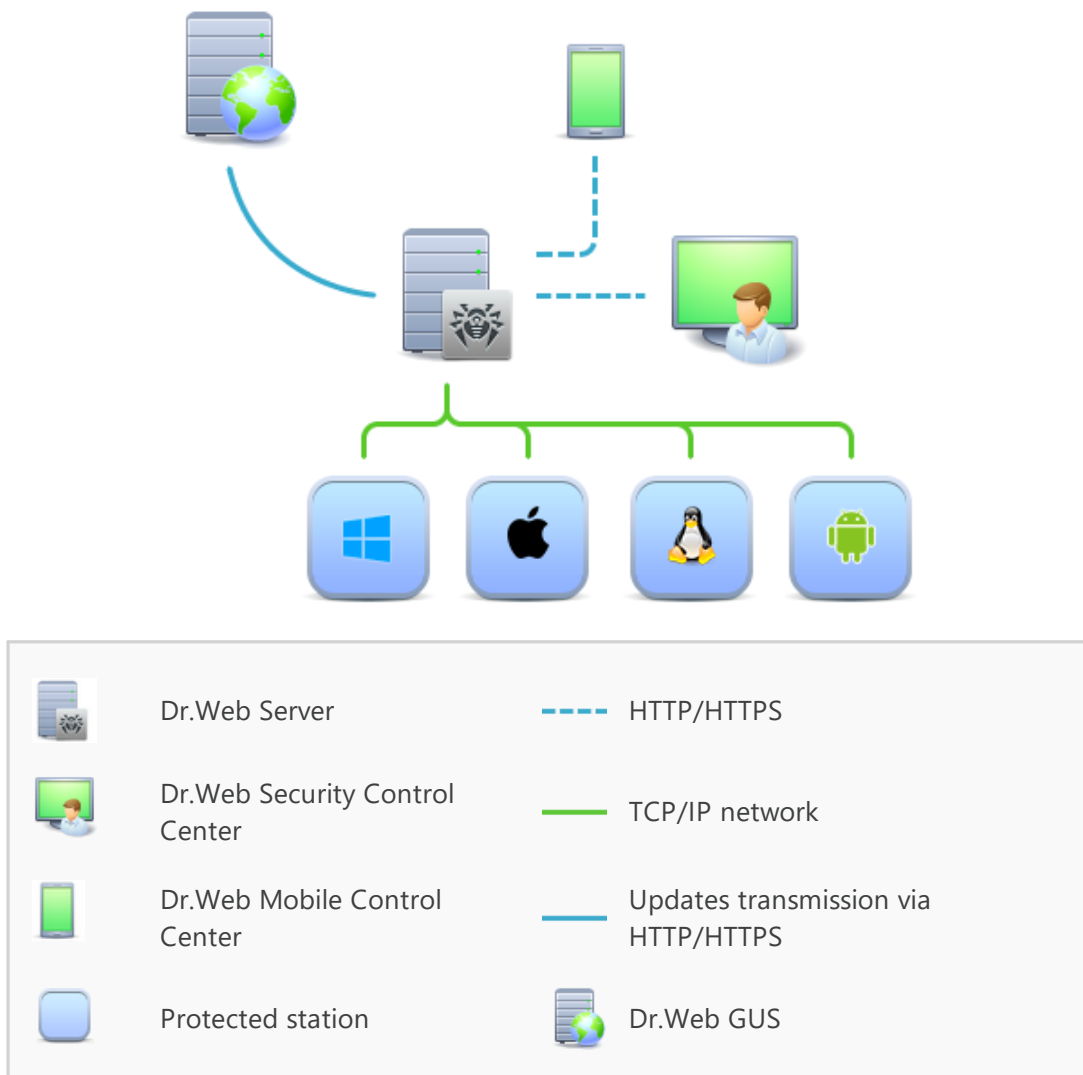 Dr.Web Server
HTTP/HTTPS
Dr.Web Security Control
Center
TCP/IP network
Dr.Web Mobile Control
Center
Updates transmission via
HTTP/HTTPS
Protected station
Dr.Web GUS